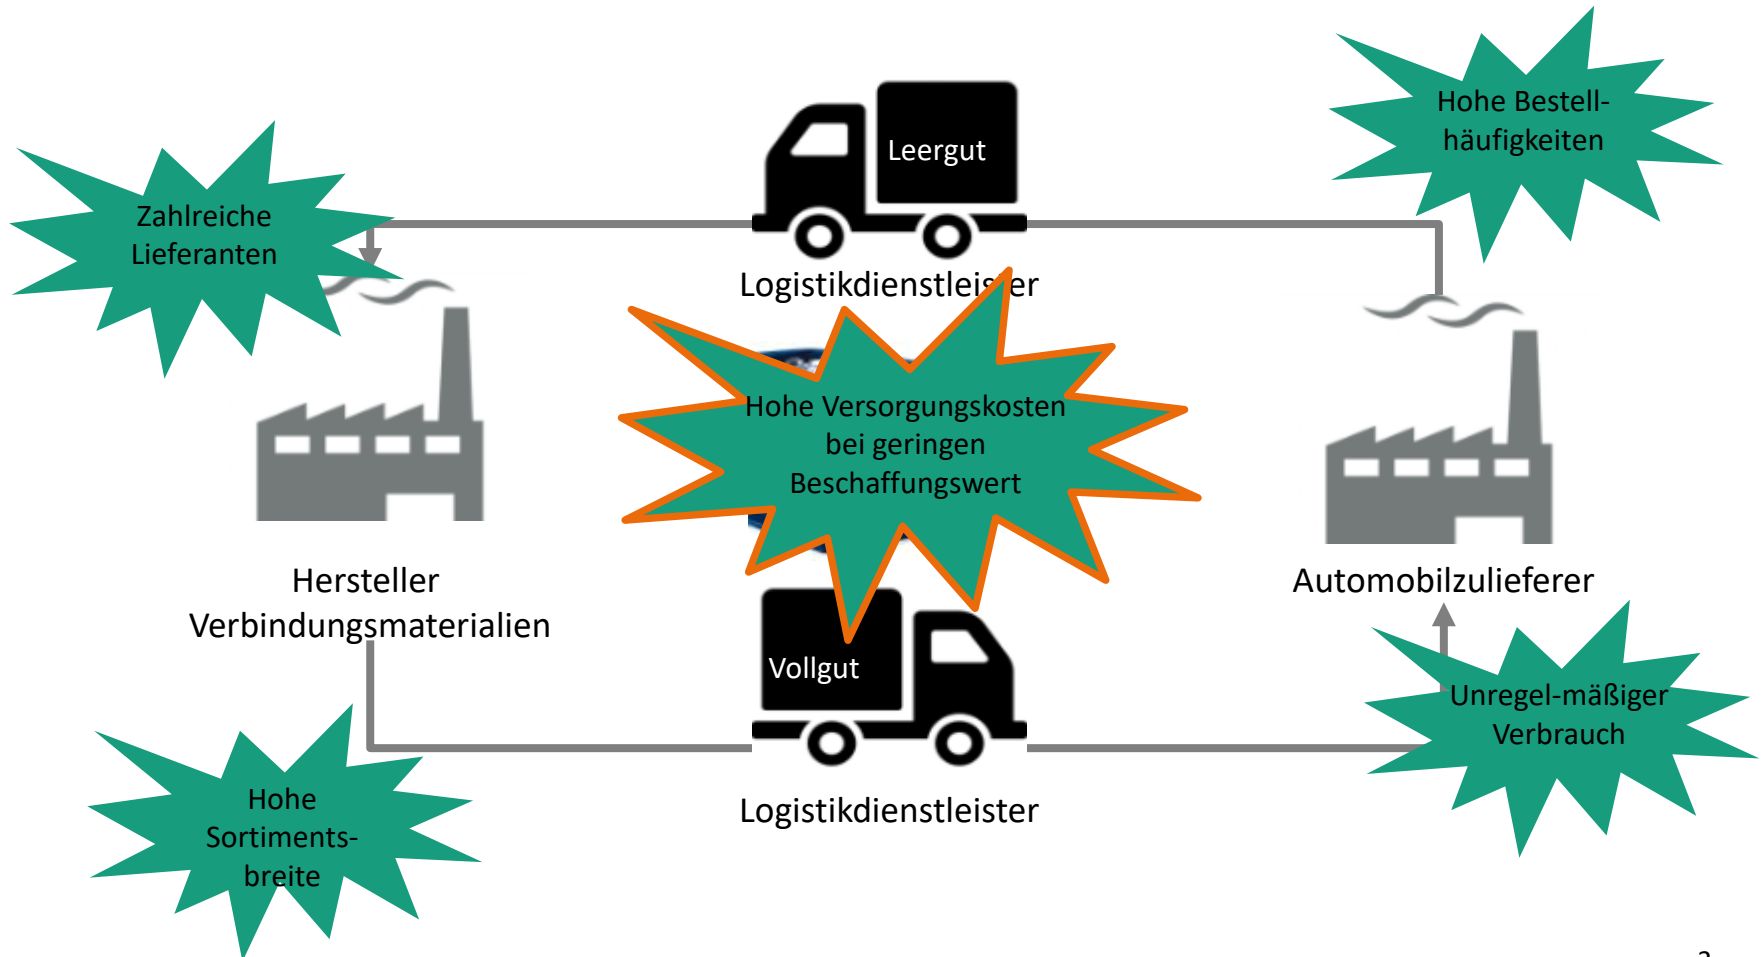 Hohe Bestell-
häufigkeiten
Leergut
Zahlreiche
Lieferanten
Logistikdienstleister
Hohe Versorgungskosten
bei geringen
Beschaffungswert
Hersteller
Verbindungsmaterialien
Automobilzulieferer
Vollgut
Unregel-mäßiger
Verbrauch
Hohe
Sortiments-
breite
Logistikdienstleister